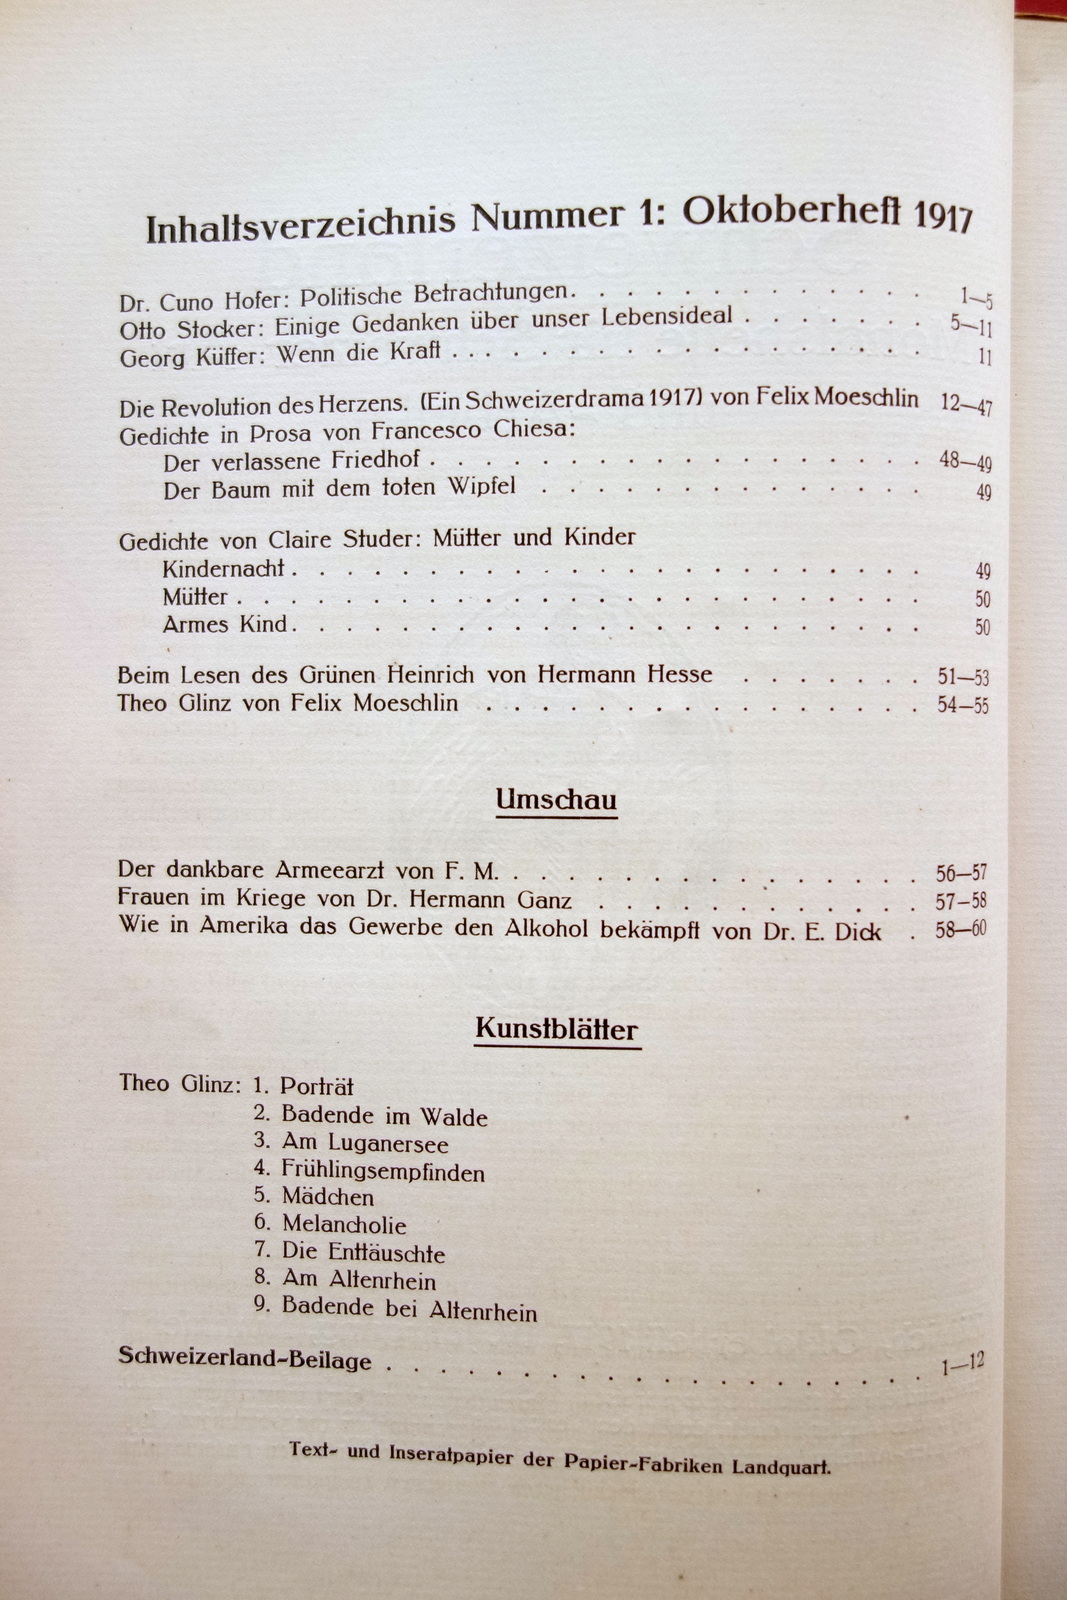 Inhaltsverzeichnis Nummer 1: Oktoberheft 1917
Dr. Cuno Hofer: Politische Betrachtungen. . . . . . . . . . . . . . 1–5
Otto Stocker: Einige Gedanken über unser Lebensideal . . . . . . . 5–11
Georg Küffer: Wenn die Kraft . . . . . . . . . . . . . . . . . . . 11
Die Revolution des Herzens. (Ein Schweizerdrama 1917) von Felix Moeschlin 12–47
Gedichte in Prosa von Francesco Chiesa:
Der verlassene Friedhof . . . . . . . . . . . . . . . . . . . 48–49
Der Baum mit dem toten Wipfel . . . . . . . . . . . . . . . 49
Gedichte von Claire Studer: Mütter und Kinder
Kindernacht . . . . . . . . . . . . . . . . . . . . . . . . 49
Mütter . . . . . . . . . . . . . . . . . . . . . . . . . . 50
Armes Kind . . . . . . . . . . . . . . . . . . . . . . . . 50
Beim Lesen des Grünen Heinrich von Hermann Hesse . . . . . . . 51–53
Theo Glinz von Felix Moeschlin . . . . . . . . . . . . . . . . 54–55
Umschau
Der dankbare Armeearzt von F. M. . . . . . . . . . . . . . . . 56–57
Frauen im Kriege von Dr. Hermann Ganz . . . . . . . . . . . . 57–58
Wie in Amerika das Gewerbe den Alkohol bekämpft von Dr. E. Dick . 58–60
Kunstblätter
Theo Glinz: 1. Porträt
2. Badende im Walde
3. Am Luganersee
4. Frühlingsempfinden
5. Mädchen
6. Melancholie
7. Die Enttäuschte
8. Am Altenrhein
9. Badende bei Altenrhein
Schweizerland-Beilage . . . . . . . . . . . . . . . . . . . . 1–12
Text- und Inseratpapier der Papier-Fabriken Landquart.